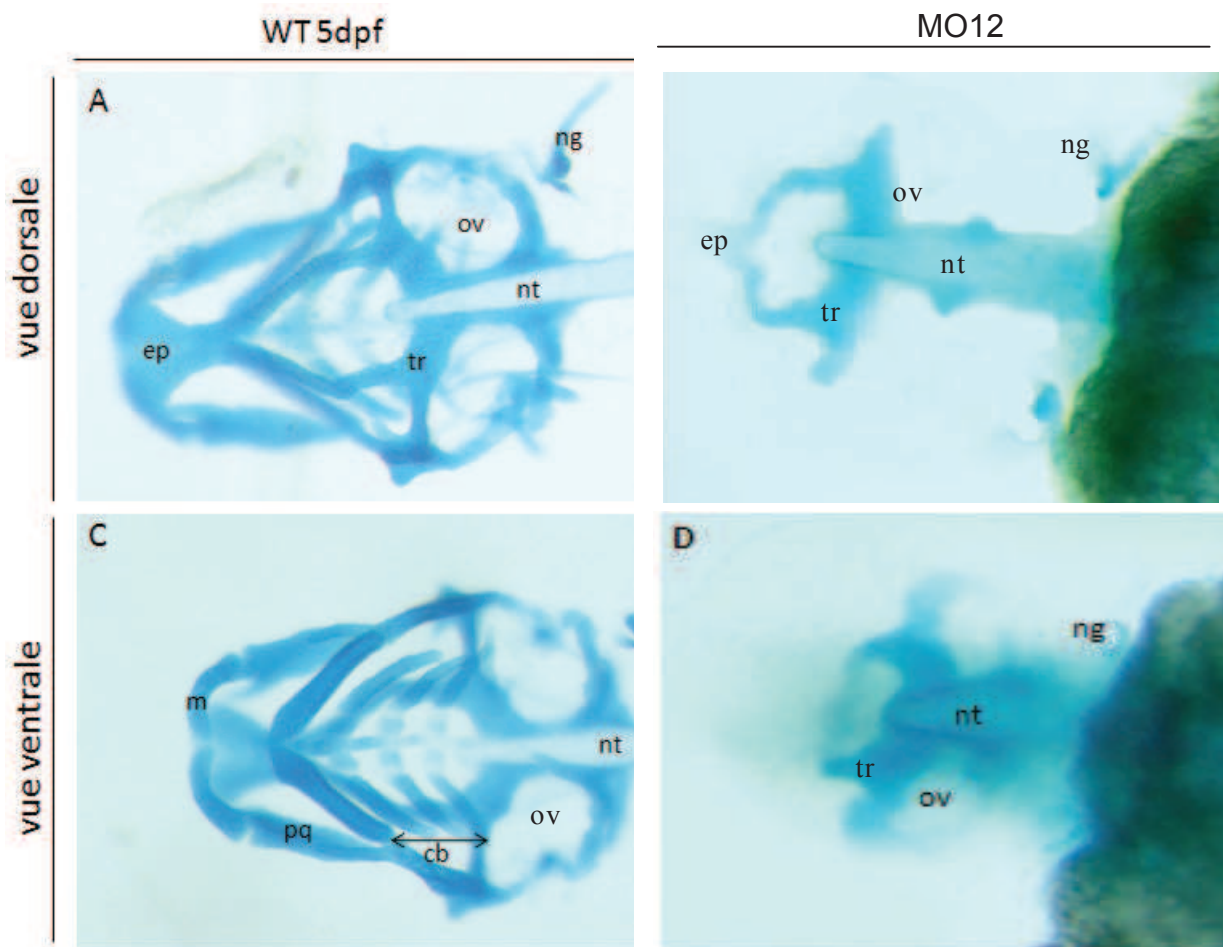 WT 5dpf
MO12
vue dorsale
A
ng
ov
nt
ep
tr
ng
ov
ep
nt
tr
vue ventrale
C
m
nt
ov
pq
cb
D
ng
nt
tr
ov